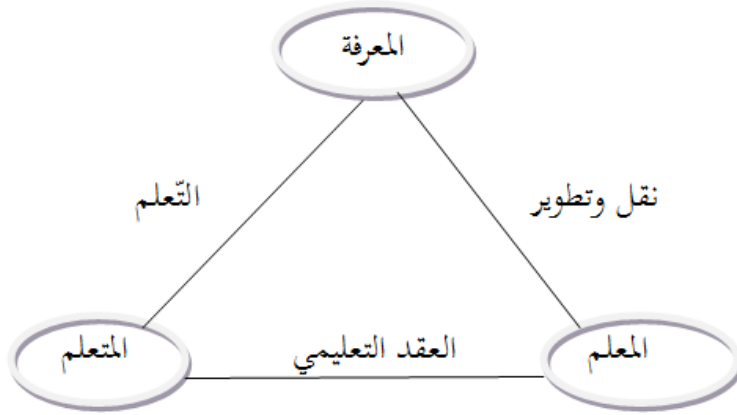 المعرفة
نقل وتطوير
التّعلم
المعلم
العقد التعليمي
المتعلم